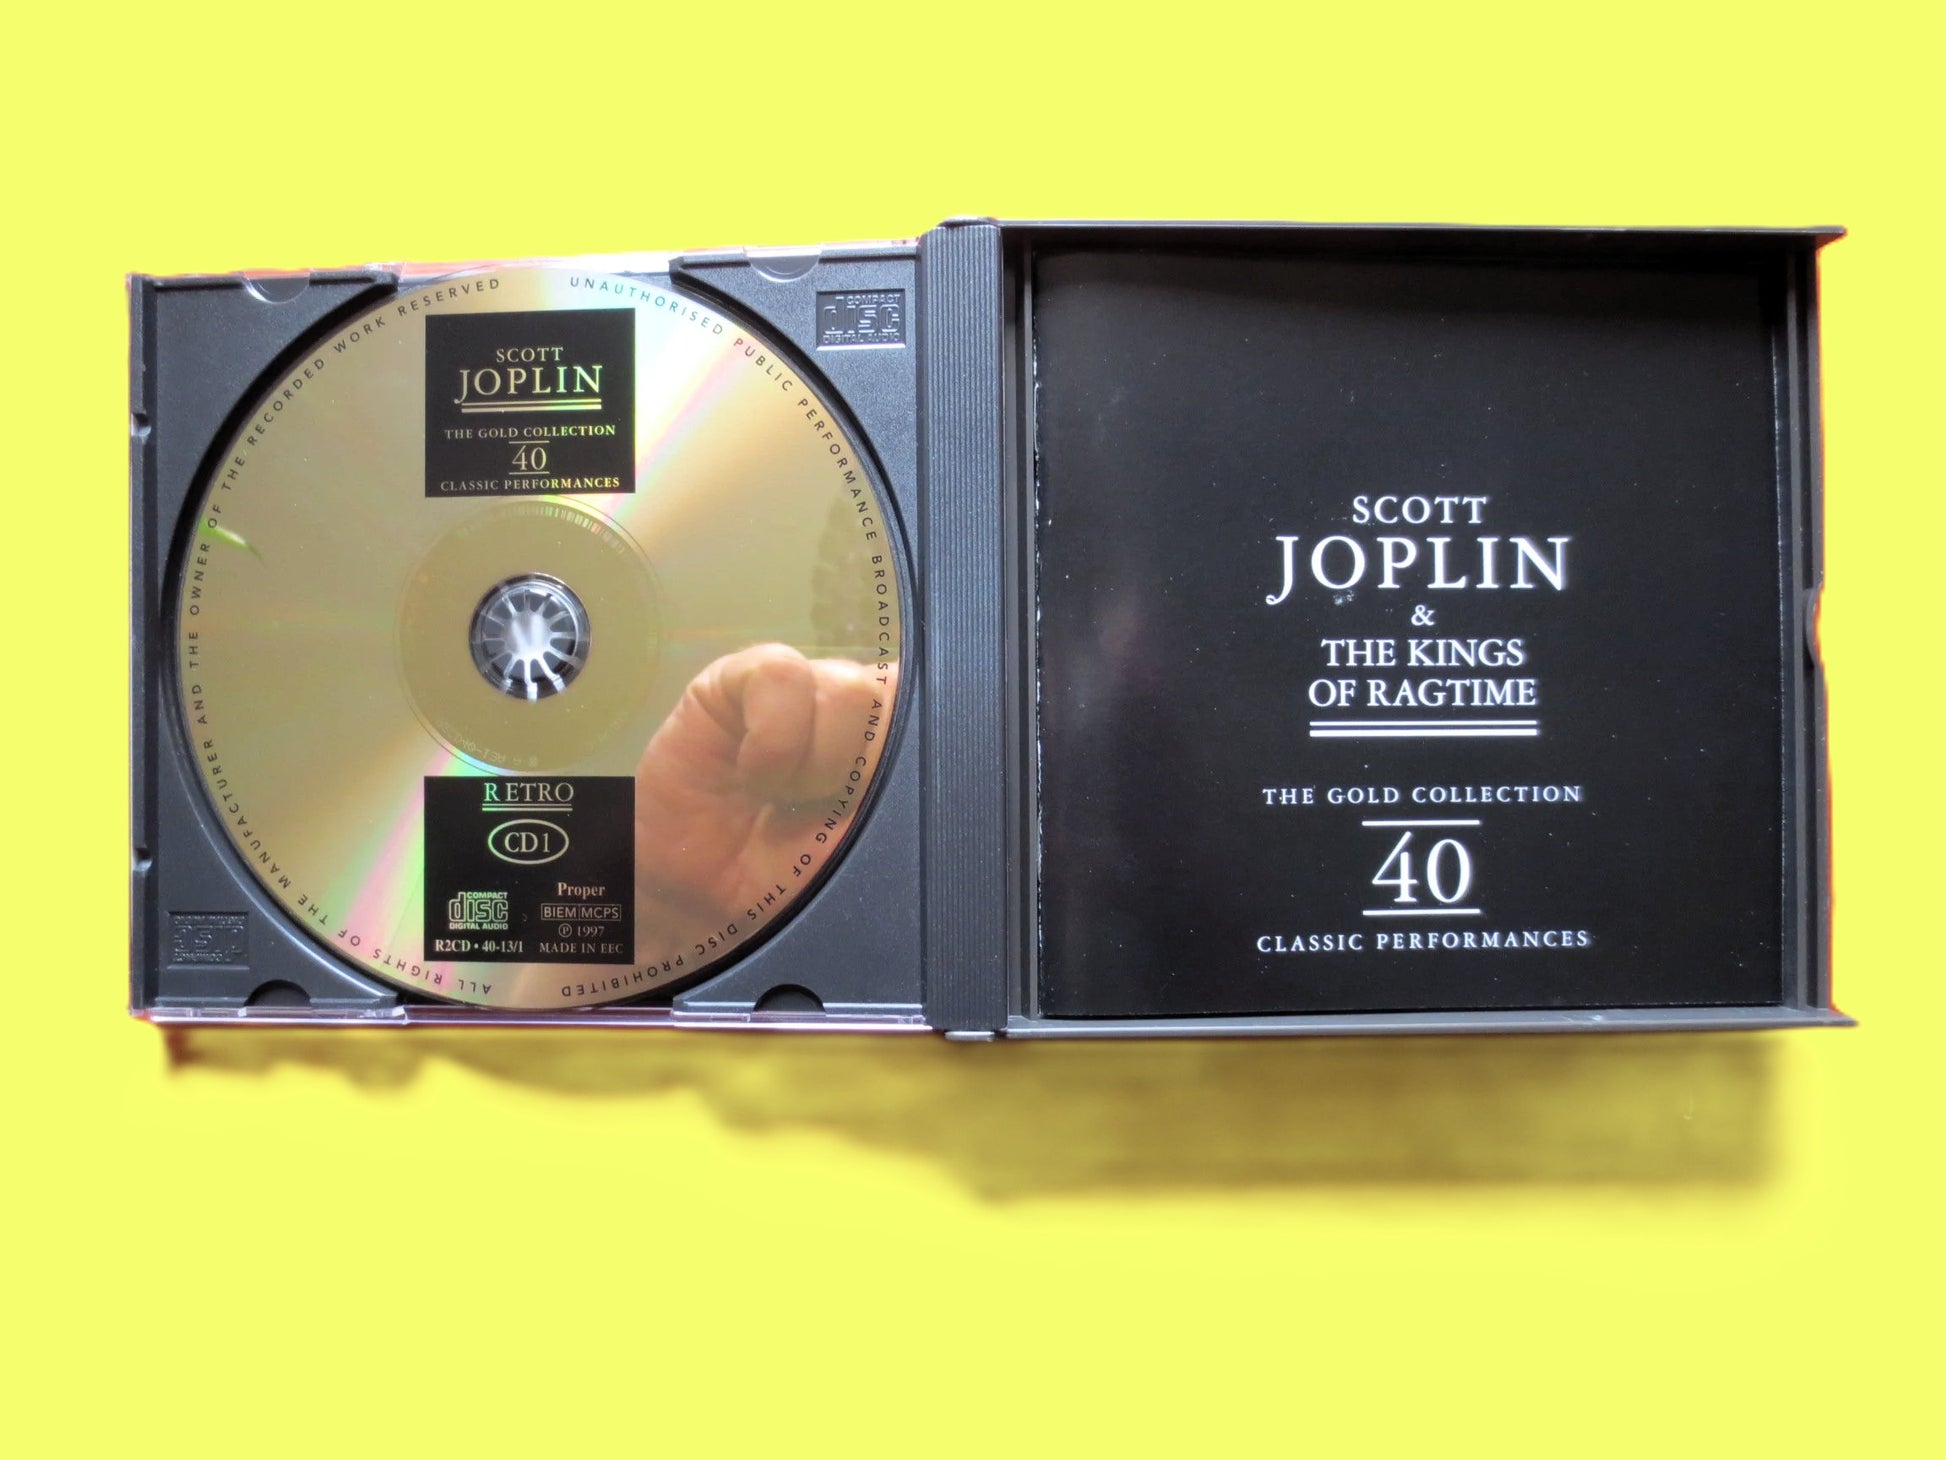 SCOTT
JOPLIN
THE GOLD COLLECTION
40
CLASSIC PERFORMANCES
RETRO
CD1
COMPACT
disc
DIGITAL AUDIO
R2CD • 40-13/1
Proper
BIEM MCPS
℗ 1997
MADE IN EEC
ALL RIGHTS OF THE MANUFACTURER AND THE OWNER OF THE RECORDED WORK RESERVED
UNAUTHORISED PUBLIC PERFORMANCE BROADCAST AND COPYING OF THIS DISC PROHIBITED
COMPACT
disc
DIGITAL AUDIO
SCOTT
JOPLIN
&
THE KINGS
OF RAGTIME
THE GOLD COLLECTION
40
CLASSIC PERFORMANCES